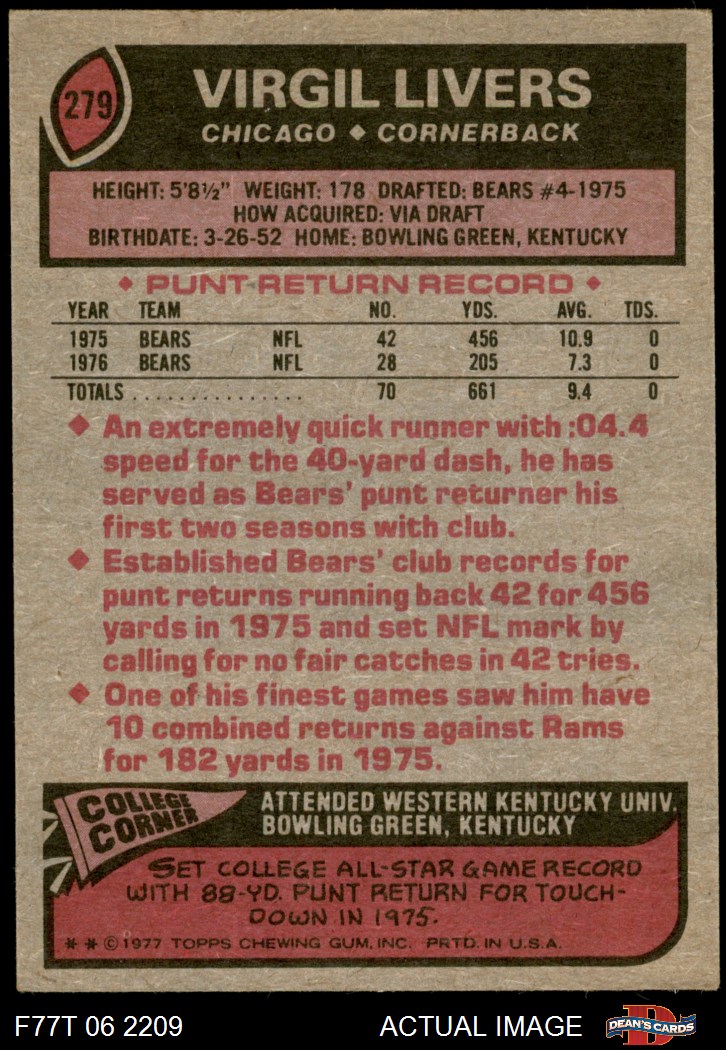 279
VIRGIL LIVERS
CHICAGO ◆ CORNERBACK
HEIGHT: 5'8½" WEIGHT: 178 DRAFTED: BEARS #4-1975
HOW ACQUIRED: VIA DRAFT
BIRTHDATE: 3-26-52 HOME: BOWLING GREEN, KENTUCKY
◆ PUNT-RETURN RECORD ◆
YEAR TEAM NO. YDS. AVG. TDS.
1975 BEARS NFL 42 456 10.9 0
1976 BEARS NFL 28 205 7.3 0
TOTALS . . . . . . . . . . . . . . . . 70 661 9.4 0
◆ An extremely quick runner with :04.4
speed for the 40-yard dash, he has
served as Bears' punt returner his
first two seasons with club.
◆ Established Bears' club records for
punt returns running back 42 for 456
yards in 1975 and set NFL mark by
calling for no fair catches in 42 tries.
◆ One of his finest games saw him have
10 combined returns against Rams
for 182 yards in 1975.
COLLEGE
CORNER
ATTENDED WESTERN KENTUCKY UNIV.
BOWLING GREEN, KENTUCKY
SET COLLEGE ALL-STAR GAME RECORD
WITH 88-YD. PUNT RETURN FOR TOUCH-
DOWN IN 1975.
* * © 1977 TOPPS CHEWING GUM, INC. PRTD. IN U.S.A.
F77T 06 2209 ACTUAL IMAGE
D
DEAN'S CARDS